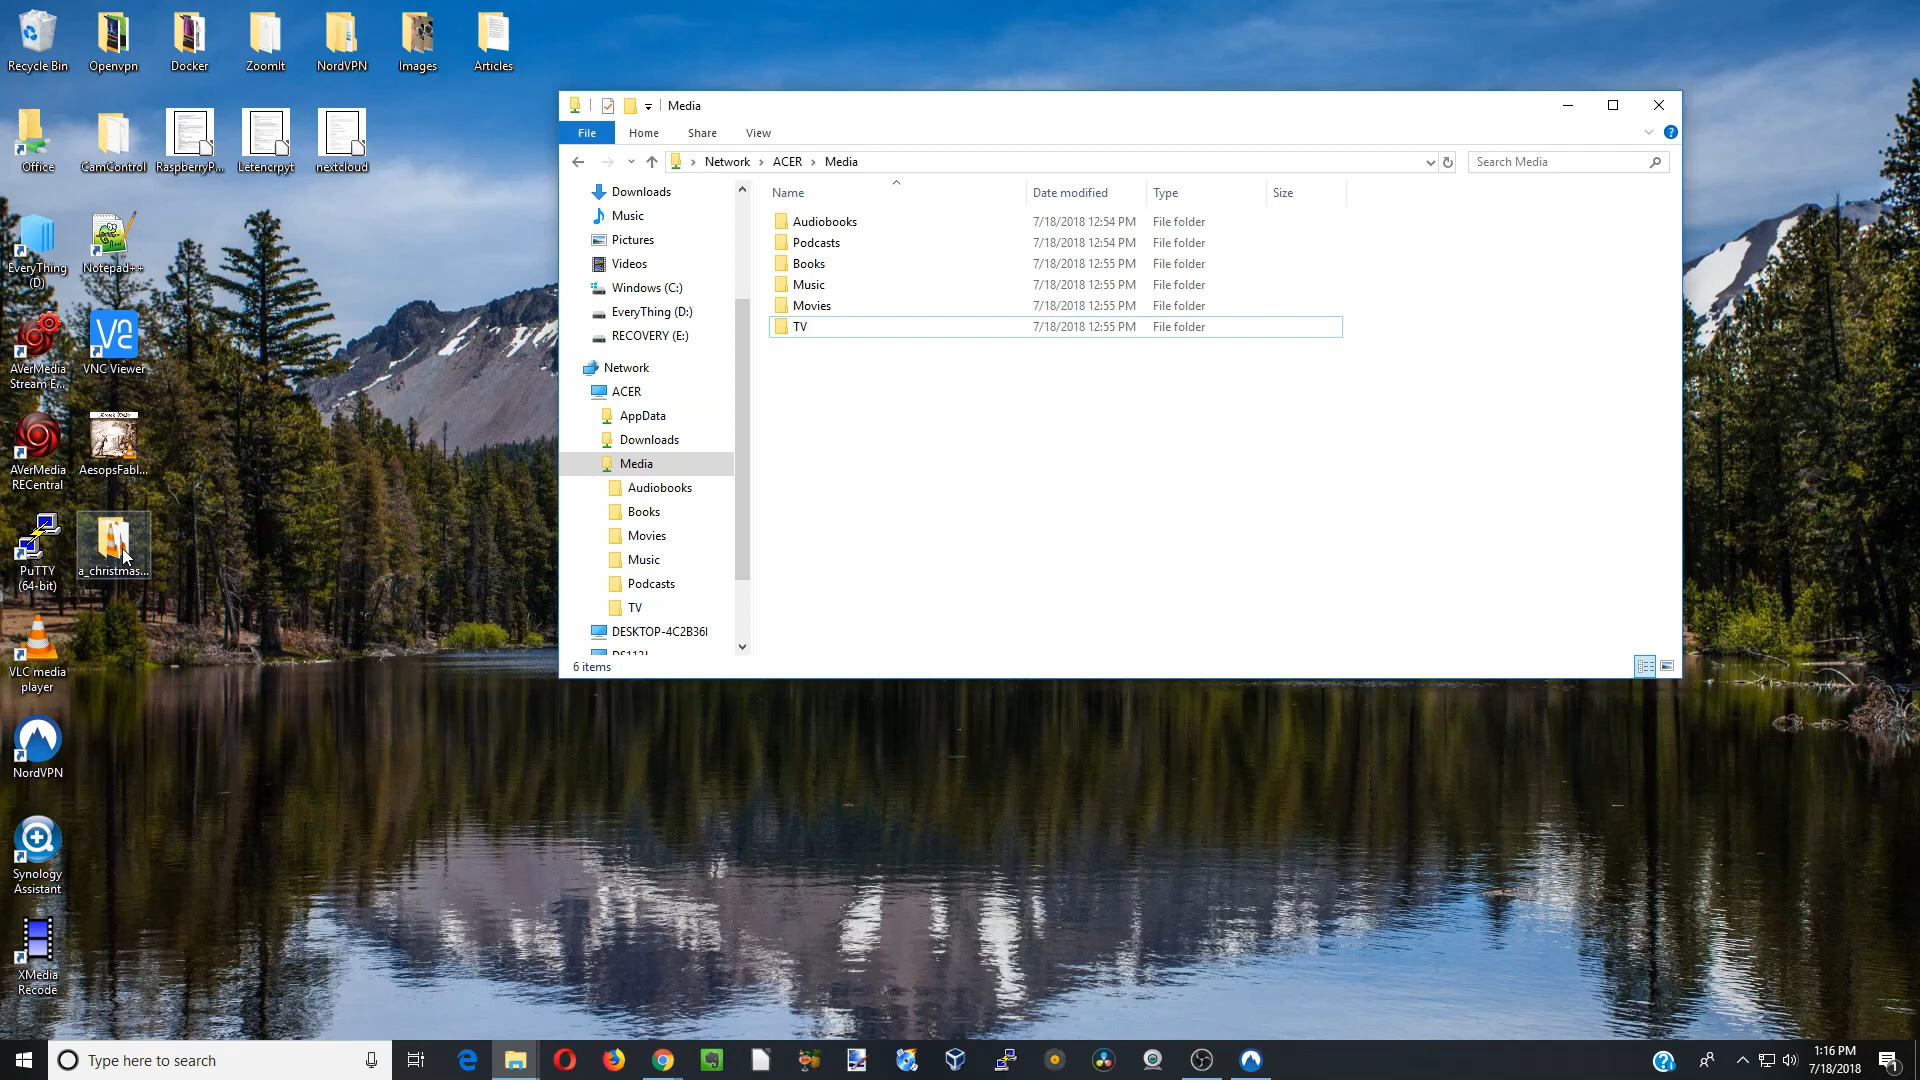 Recycle Bin
Openvpn
Docker
ZoomIt
NordVPN
Images
Articles
Office
CamControl
RaspberryP...
Letencrpyt
nextcloud
EveryThing
(D)
Notepad++
AVerMedia
Stream E...
VNC Viewer
AVerMedia
RECentral
AesopsFabl...
PuTTY
(64-bit)
a_christmas...
VLC media
player
NordVPN
Synology
Assistant
XMedia
Recode
Media
File
Home
Share
View
Network
ACER
Media
Search Media
Downloads
Music
Pictures
Videos
Windows (C:)
EveryThing (D:)
RECOVERY (E:)
Network
ACER
AppData
Downloads
Media
Audiobooks
Books
Movies
Music
Podcasts
TV
DESKTOP-4C2B36I
Name Date modified Type Size
Audiobooks 7/18/2018 12:54 PM File folder
Podcasts 7/18/2018 12:54 PM File folder
Books 7/18/2018 12:55 PM File folder
Music 7/18/2018 12:55 PM File folder
Movies 7/18/2018 12:55 PM File folder
TV 7/18/2018 12:55 PM File folder
6 items
Type here to search
1:16 PM
7/18/2018
1